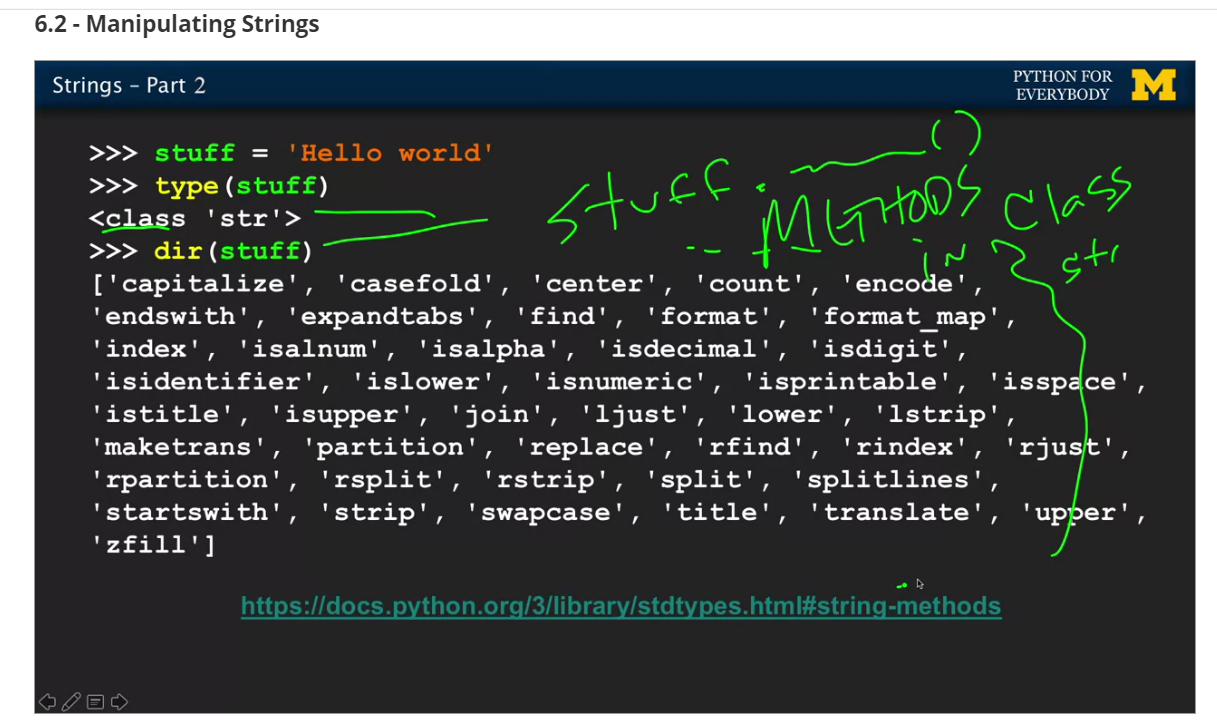 6.2 - Manipulating Strings
Strings – Part 2
PYTHON FOR
EVERYBODY
M
>>> stuff = 'Hello world'
>>> type(stuff)
<class 'str'>
>>> dir(stuff)
['capitalize', 'casefold', 'center', 'count', 'encode',
'endswith', 'expandtabs', 'find', 'format', 'format_map',
'index', 'isalnum', 'isalpha', 'isdecimal', 'isdigit',
'isidentifier', 'islower', 'isnumeric', 'isprintable', 'isspace',
'istitle', 'isupper', 'join', 'ljust', 'lower', 'lstrip',
'maketrans', 'partition', 'replace', 'rfind', 'rindex', 'rjust',
'rpartition', 'rsplit', 'rstrip', 'split', 'splitlines',
'startswith', 'strip', 'swapcase', 'title', 'translate', 'upper',
'zfill']
stuff. ()
METHODS class
in str
https://docs.python.org/3/library/stdtypes.html#string-methods